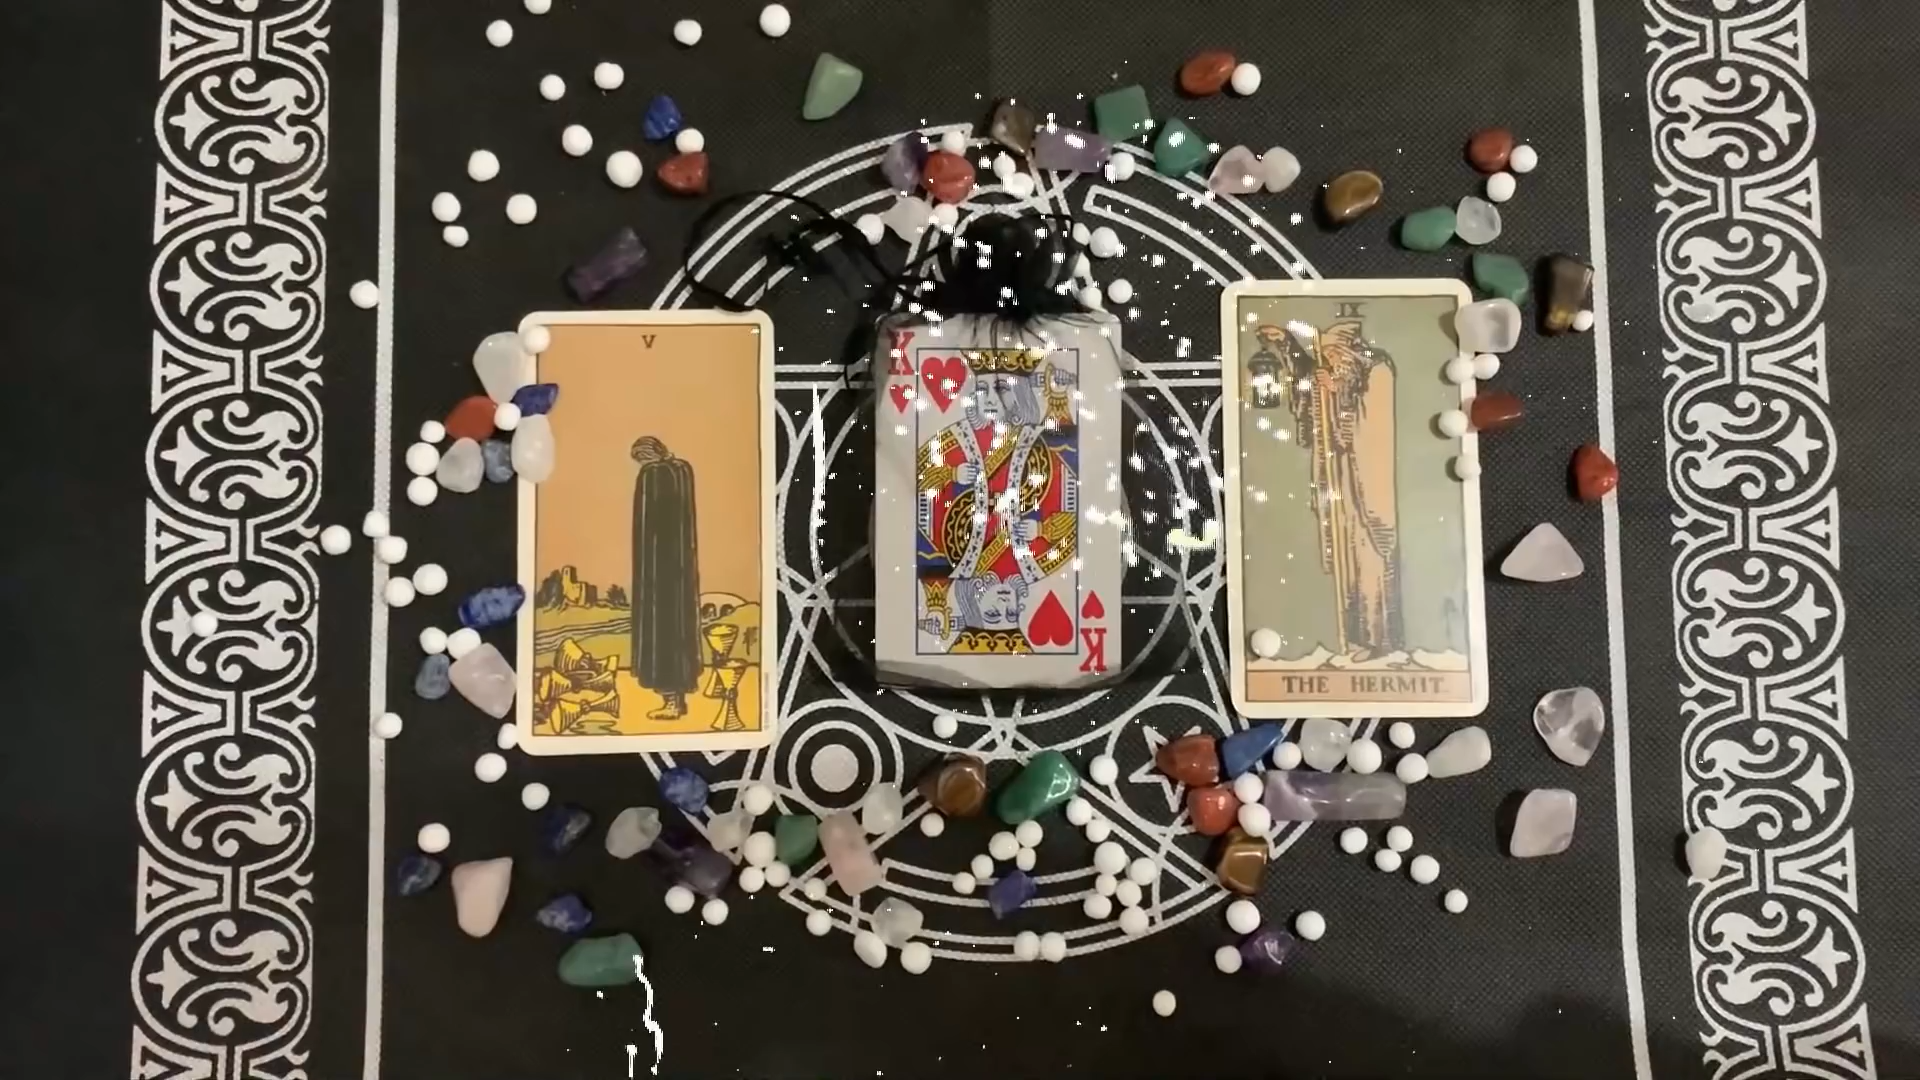 V
K
K
IX
THE HERMIT.